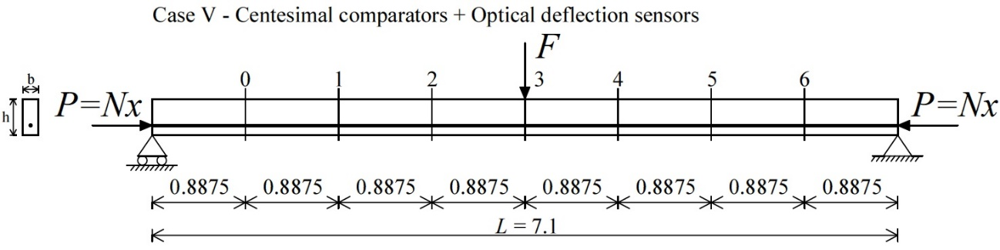 Case V - Centesimal comparators + Optical deflection sensors
F
b
0 1 2 3 4 5 6
h
P=Nx P=Nx
0.8875 0.8875 0.8875 0.8875 0.8875 0.8875 0.8875 0.8875
L = 7.1